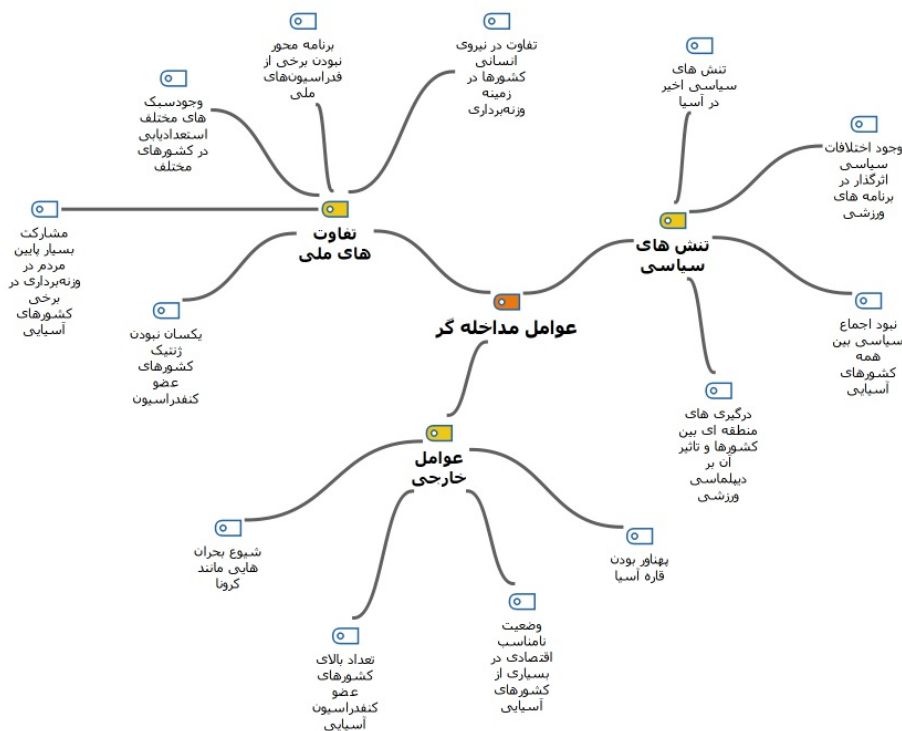 تفاوت در نیروی
انسانی
کشورها در
زمینه
وزنه‌برداری
برنامه محور
نبودن برخی از
فدراسیون‌های
ملی
وجودسبک
های مختلف
استعدادیابی
در کشورهای
مختلف
مشارکت
بسیار پایین
مردم در
وزنه‌برداری در
برخی
کشورهای
آسیایی
یکسان نبودن
ژنتیک
کشورهای
عضو
کنفدراسیون
تفاوت
های ملی
تنش های
سیاسی اخیر
در آسیا
وجود اختلافات
سیاسی
اثرگذار در
برنامه های
ورزشی
تنش های
سیاسی
نبود اجماع
سیاسی بین
همه
کشورهای
آسیایی
درگیری های
منطقه ای بین
کشورها و تاثیر
آن بر
دیپلماسی
ورزشی
عوامل مداخله گر
عوامل
خارجی
پهناور بودن
قاره آسیا
وضعیت
نامناسب
اقتصادی در
بسیاری از
کشورهای
آسیایی
تعداد بالای
کشورهای
عضو
کنفدراسیون
آسیایی
شیوع بحران
هایی مانند
کرونا